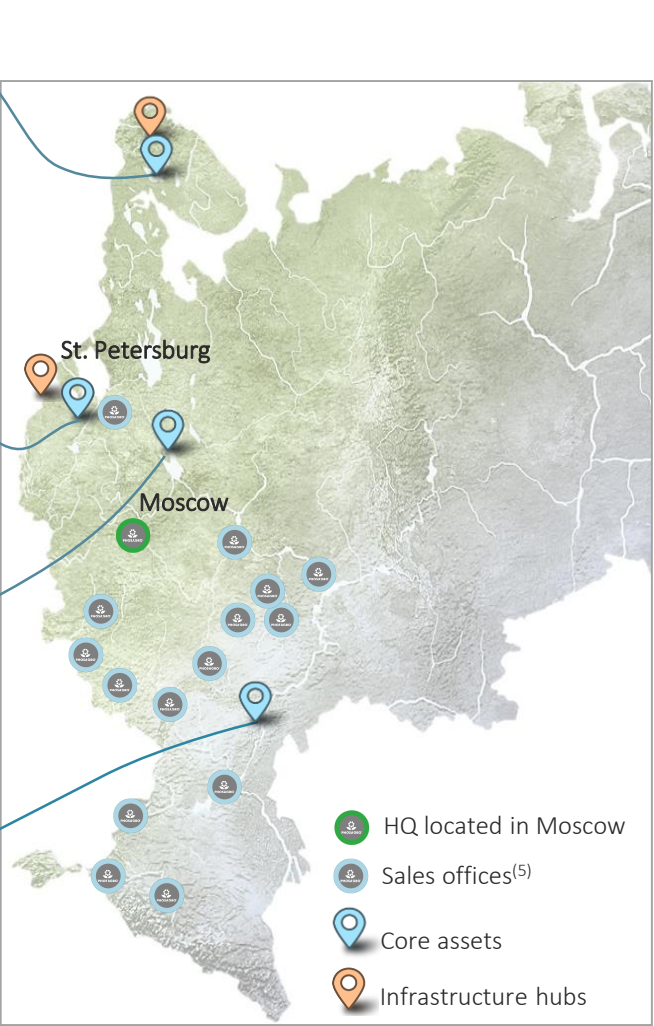 St. Petersburg
Moscow
HQ located in Moscow
Sales offices(5)
Core assets
Infrastructure hubs